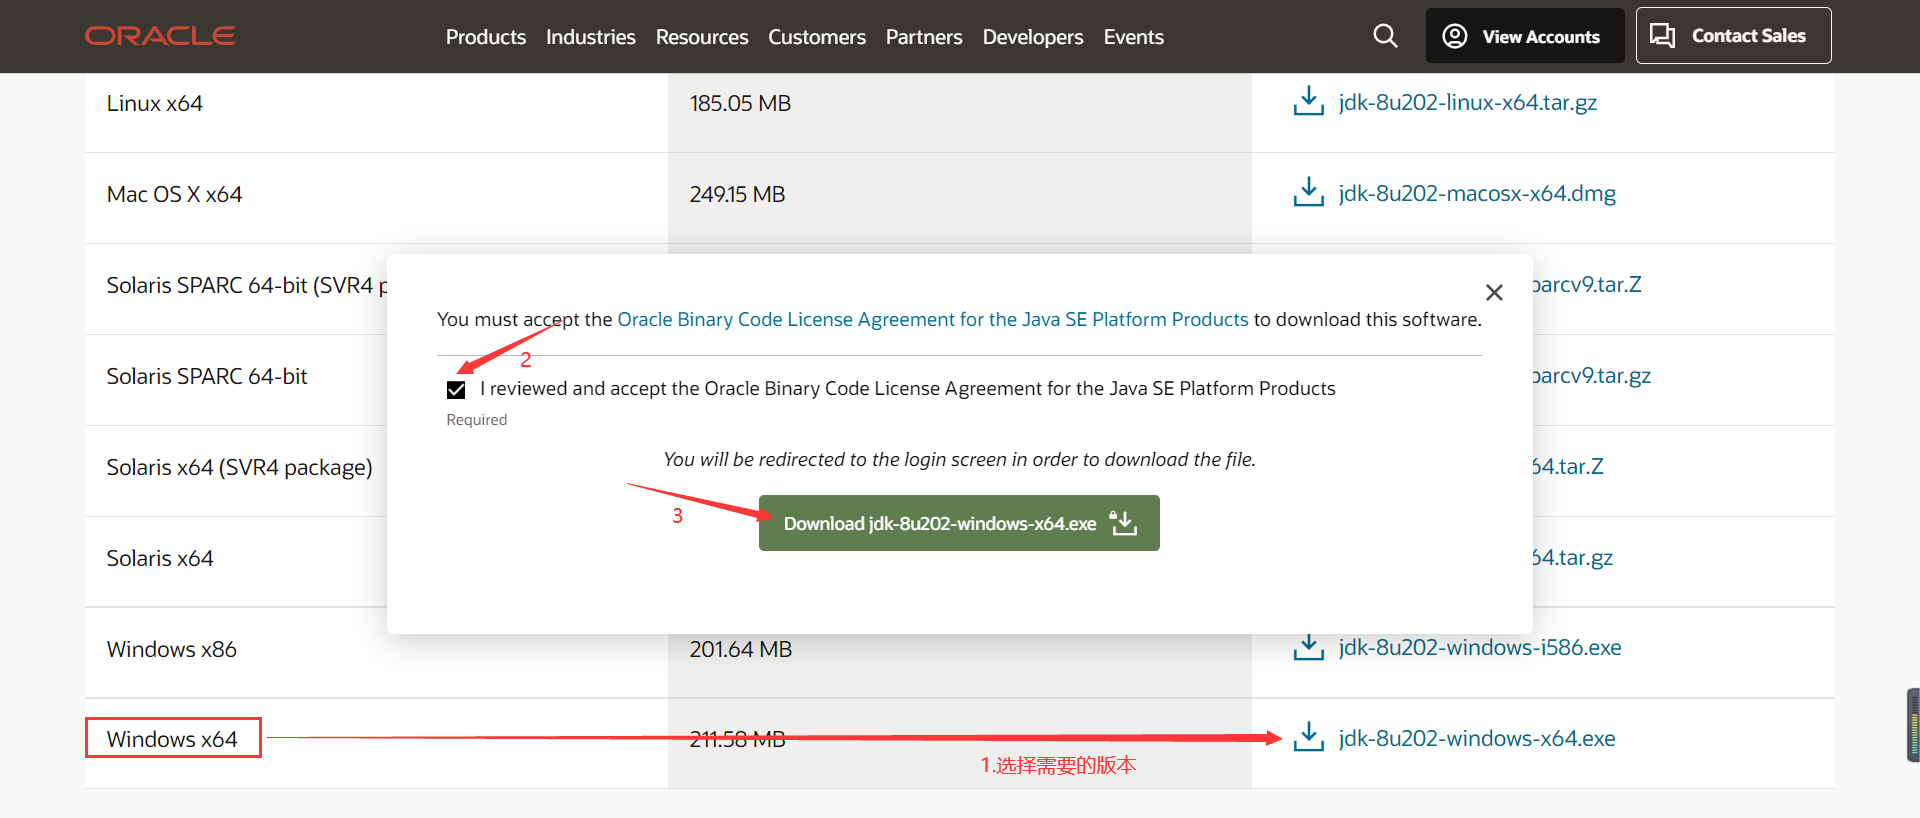 ORACLE
Products Industries Resources Customers Partners Developers Events
View Accounts
Contact Sales
Linux x64 185.05 MB jdk-8u202-linux-x64.tar.gz
Mac OS X x64 249.15 MB jdk-8u202-macosx-x64.dmg
Solaris SPARC 64-bit (SVR4 p
parcv9.tar.Z
Solaris SPARC 64-bit
parcv9.tar.gz
Solaris x64 (SVR4 package)
64.tar.Z
Solaris x64
64.tar.gz
You must accept the Oracle Binary Code License Agreement for the Java SE Platform Products to download this software.
2
I reviewed and accept the Oracle Binary Code License Agreement for the Java SE Platform Products
Required
You will be redirected to the login screen in order to download the file.
3
Download jdk-8u202-windows-x64.exe
Windows x86 201.64 MB jdk-8u202-windows-i586.exe
Windows x64 211.58 MB jdk-8u202-windows-x64.exe
1.选择需要的版本